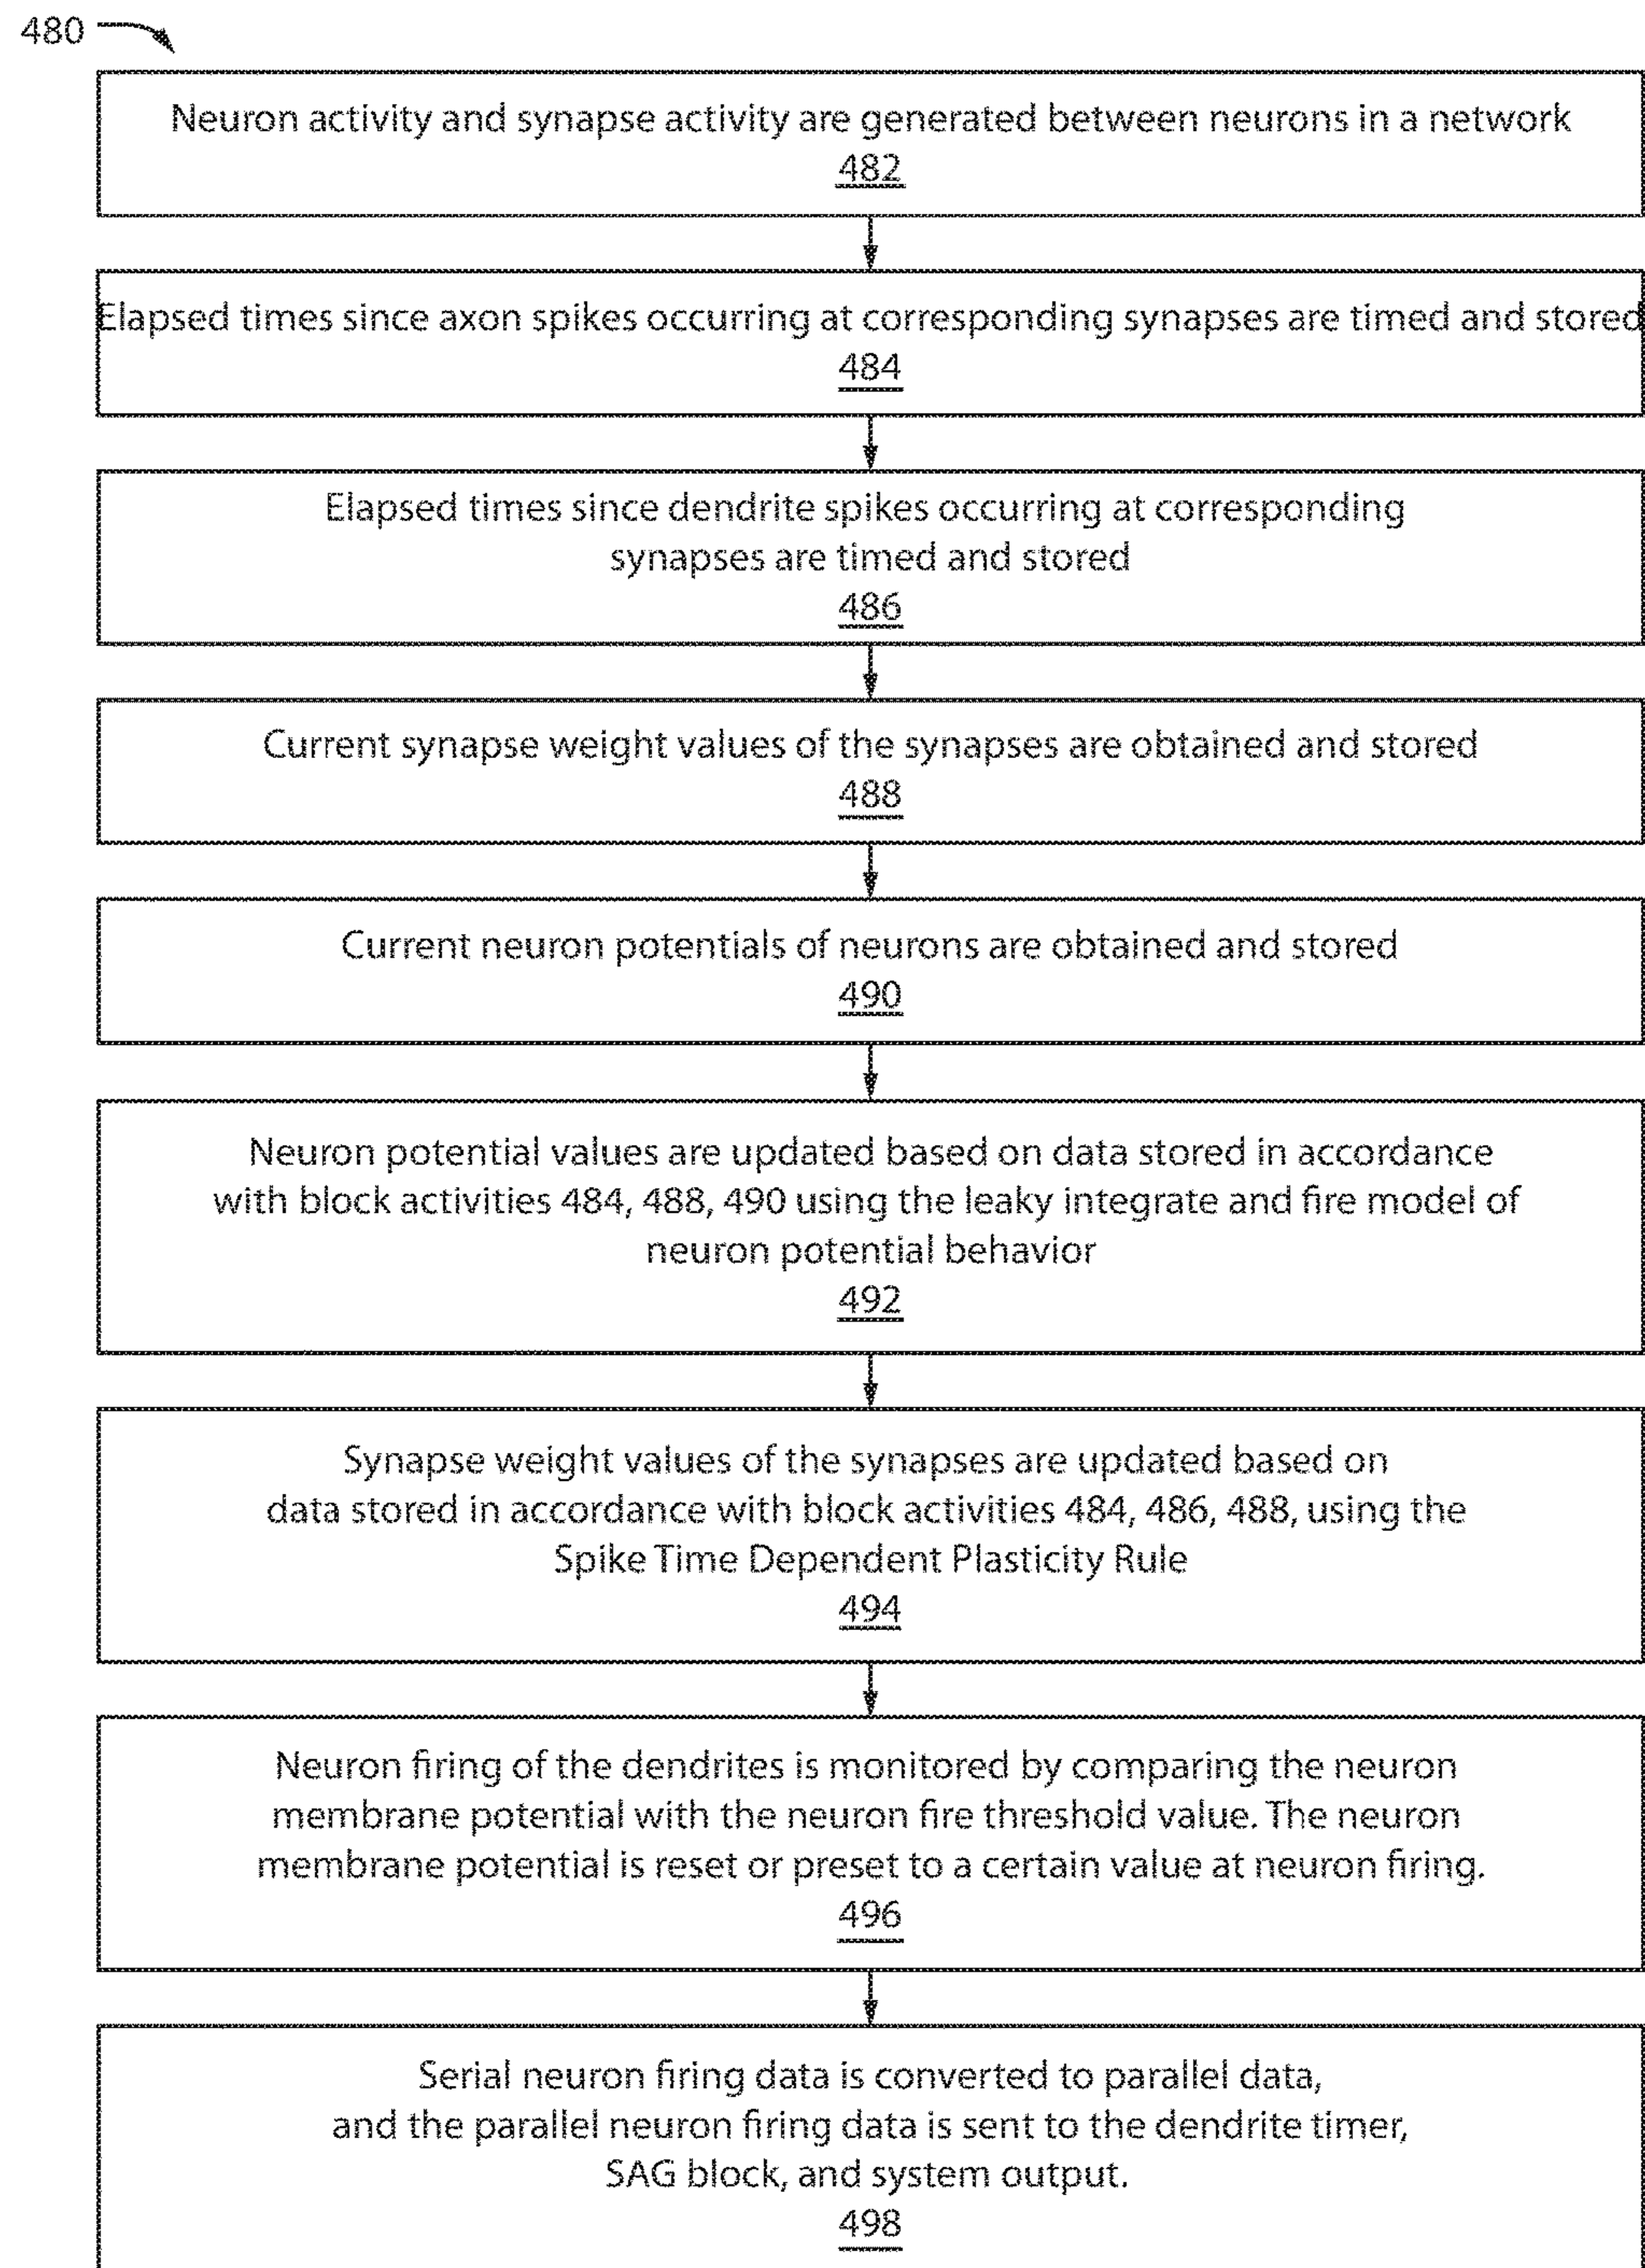 480
Neuron activity and synapse activity are generated between neurons in a network
482
Elapsed times since axon spikes occurring at corresponding synapses are timed and stored
484
Elapsed times since dendrite spikes occurring at corresponding
synapses are timed and stored
486
Current synapse weight values of the synapses are obtained and stored
488
Current neuron potentials of neurons are obtained and stored
490
Neuron potential values are updated based on data stored in accordance
with block activities 484, 488, 490 using the leaky integrate and fire model of
neuron potential behavior
492
Synapse weight values of the synapses are updated based on
data stored in accordance with block activities 484, 486, 488, using the
Spike Time Dependent Plasticity Rule
494
Neuron firing of the dendrites is monitored by comparing the neuron
membrane potential with the neuron fire threshold value. The neuron
membrane potential is reset or preset to a certain value at neuron firing.
496
Serial neuron firing data is converted to parallel data,
and the parallel neuron firing data is sent to the dendrite timer,
SAG block, and system output.
498